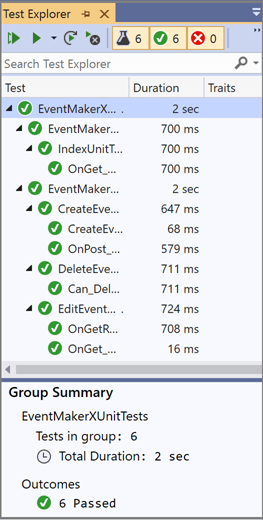 Test Explorer
6 6 0
Search Test Explorer
Test Duration Traits
EventMakerX... . 2 sec
EventMaker... 700 ms
IndexUnitT... 700 ms
OnGet_... 700 ms
EventMaker... 2 sec
CreateEve... 647 ms
CreateEv... 68 ms
OnPost_... 579 ms
DeleteEve... 711 ms
Can_Del... 711 ms
EditEvent... 724 ms
OnGetR... 708 ms
OnGet_... 16 ms
Group Summary
EventMakerXUnitTests
Tests in group: 6
Total Duration: 2 sec
Outcomes
6 Passed